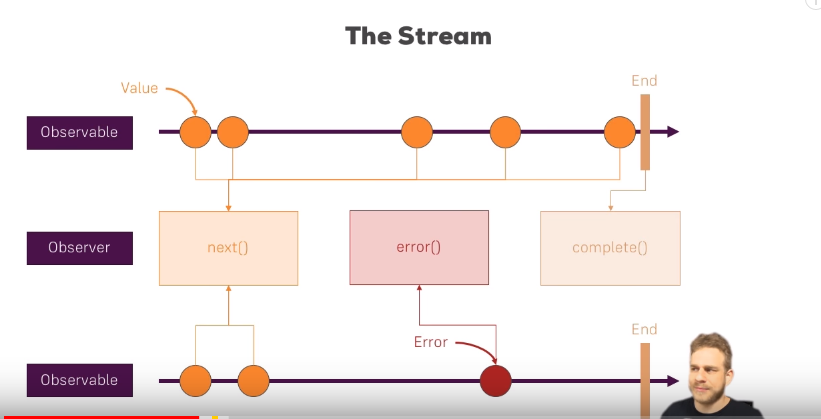 The Stream
Value
End
Observable
Observer
next()
error()
complete()
Error
End
Observable